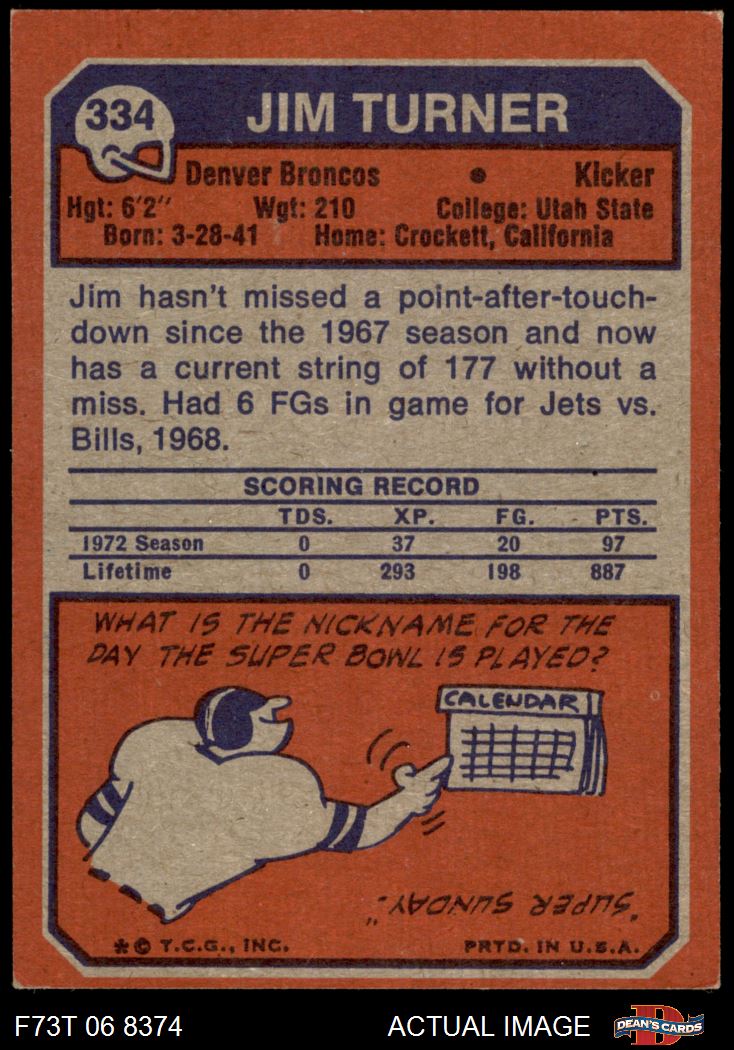 334
JIM TURNER
Denver Broncos • Kicker
Hgt: 6'2" Wgt: 210 College: Utah State
Born: 3-28-41 Home: Crockett, California
Jim hasn't missed a point-after-touch-
down since the 1967 season and now
has a current string of 177 without a
miss. Had 6 FGs in game for Jets vs.
Bills, 1968.
SCORING RECORD
TDS. XP. FG. PTS.
1972 Season 0 37 20 97
Lifetime 0 293 198 887
WHAT IS THE NICKNAME FOR THE
DAY THE SUPER BOWL IS PLAYED?
CALENDAR
"SUPER SUNDAY."
* © T.C.G., INC. PRTD. IN U.S.A.
F73T 06 8374 ACTUAL IMAGE D DEAN'S CARDS